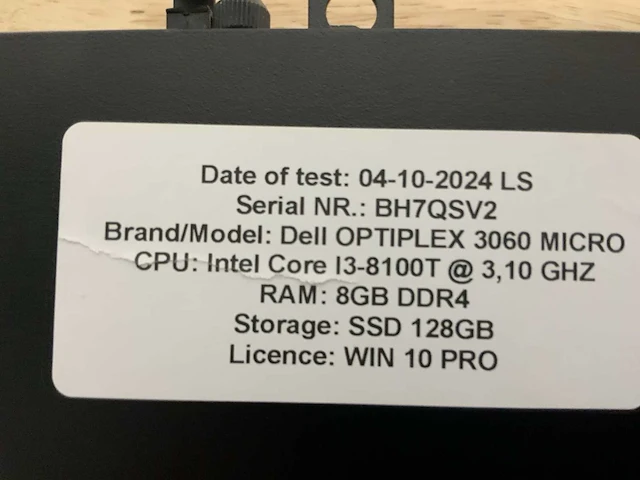 Date of test: 04-10-2024 LS
Serial NR.: BH7QSV2
Brand/Model: Dell OPTIPLEX 3060 MICRO
CPU: Intel Core I3-8100T @ 3,10 GHZ
RAM: 8GB DDR4
Storage: SSD 128GB
Licence: WIN 10 PRO